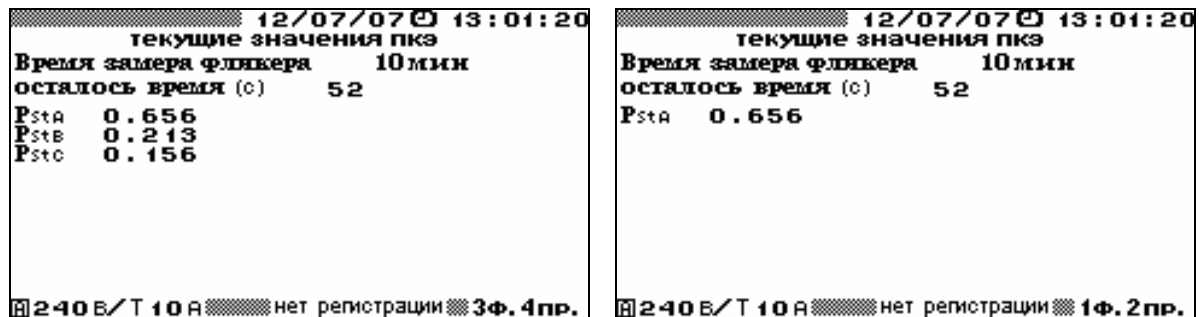 12/07/07 13:01:20
текущие значения пкэ
Время замера фликера 10мин
осталось время (с) 52
PstA 0.656
PstB 0.213
PstC 0.156
A 240В/Т10А нет регистрации 3ф.4пр.
12/07/07 13:01:20
текущие значения пкэ
Время замера фликера 10мин
осталось время (с) 52
PstA 0.656
A 240В/Т10А нет регистрации 1ф.2пр.